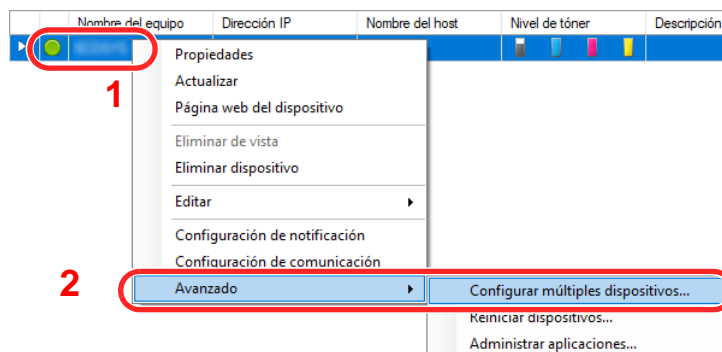 Nombre del equipo Dirección IP Nombre del host Nivel de tóner Descripción
1
Propiedades
Actualizar
Página web del dispositivo
Eliminar de vista
Eliminar dispositivo
Editar
Configuración de notificación
Configuración de comunicación
2
Avanzado
Configurar múltiples dispositivos...
Reiniciar dispositivos...
Administrar aplicaciones...